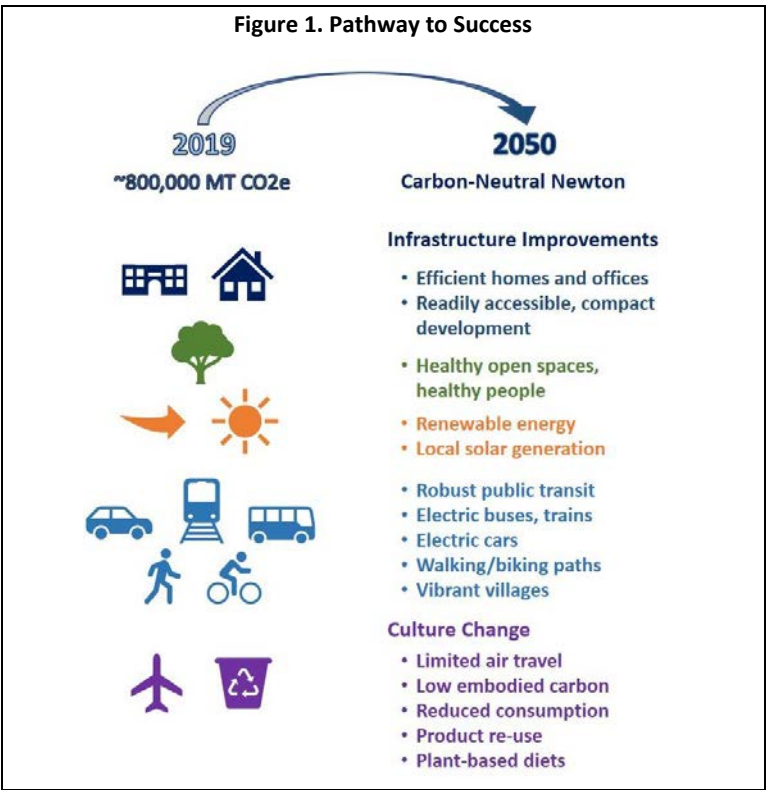 Figure 1. Pathway to Success
2019
~800,000 MT CO2e
2050
Carbon-Neutral Newton
Infrastructure Improvements
• Efficient homes and offices
• Readily accessible, compact
development
• Healthy open spaces,
healthy people
• Renewable energy
• Local solar generation
• Robust public transit
• Electric buses, trains
• Electric cars
• Walking/biking paths
• Vibrant villages
Culture Change
• Limited air travel
• Low embodied carbon
• Reduced consumption
• Product re-use
• Plant-based diets